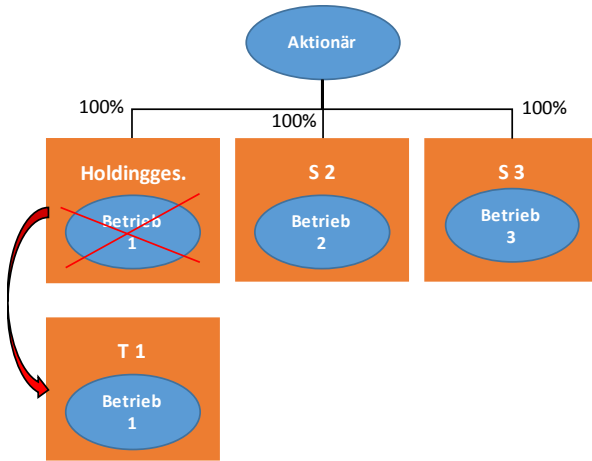 Aktionär
100%
100%
100%
Holdingges.
S 2
S 3
Betrieb
1
Betrieb
2
Betrieb
3
T 1
Betrieb
1